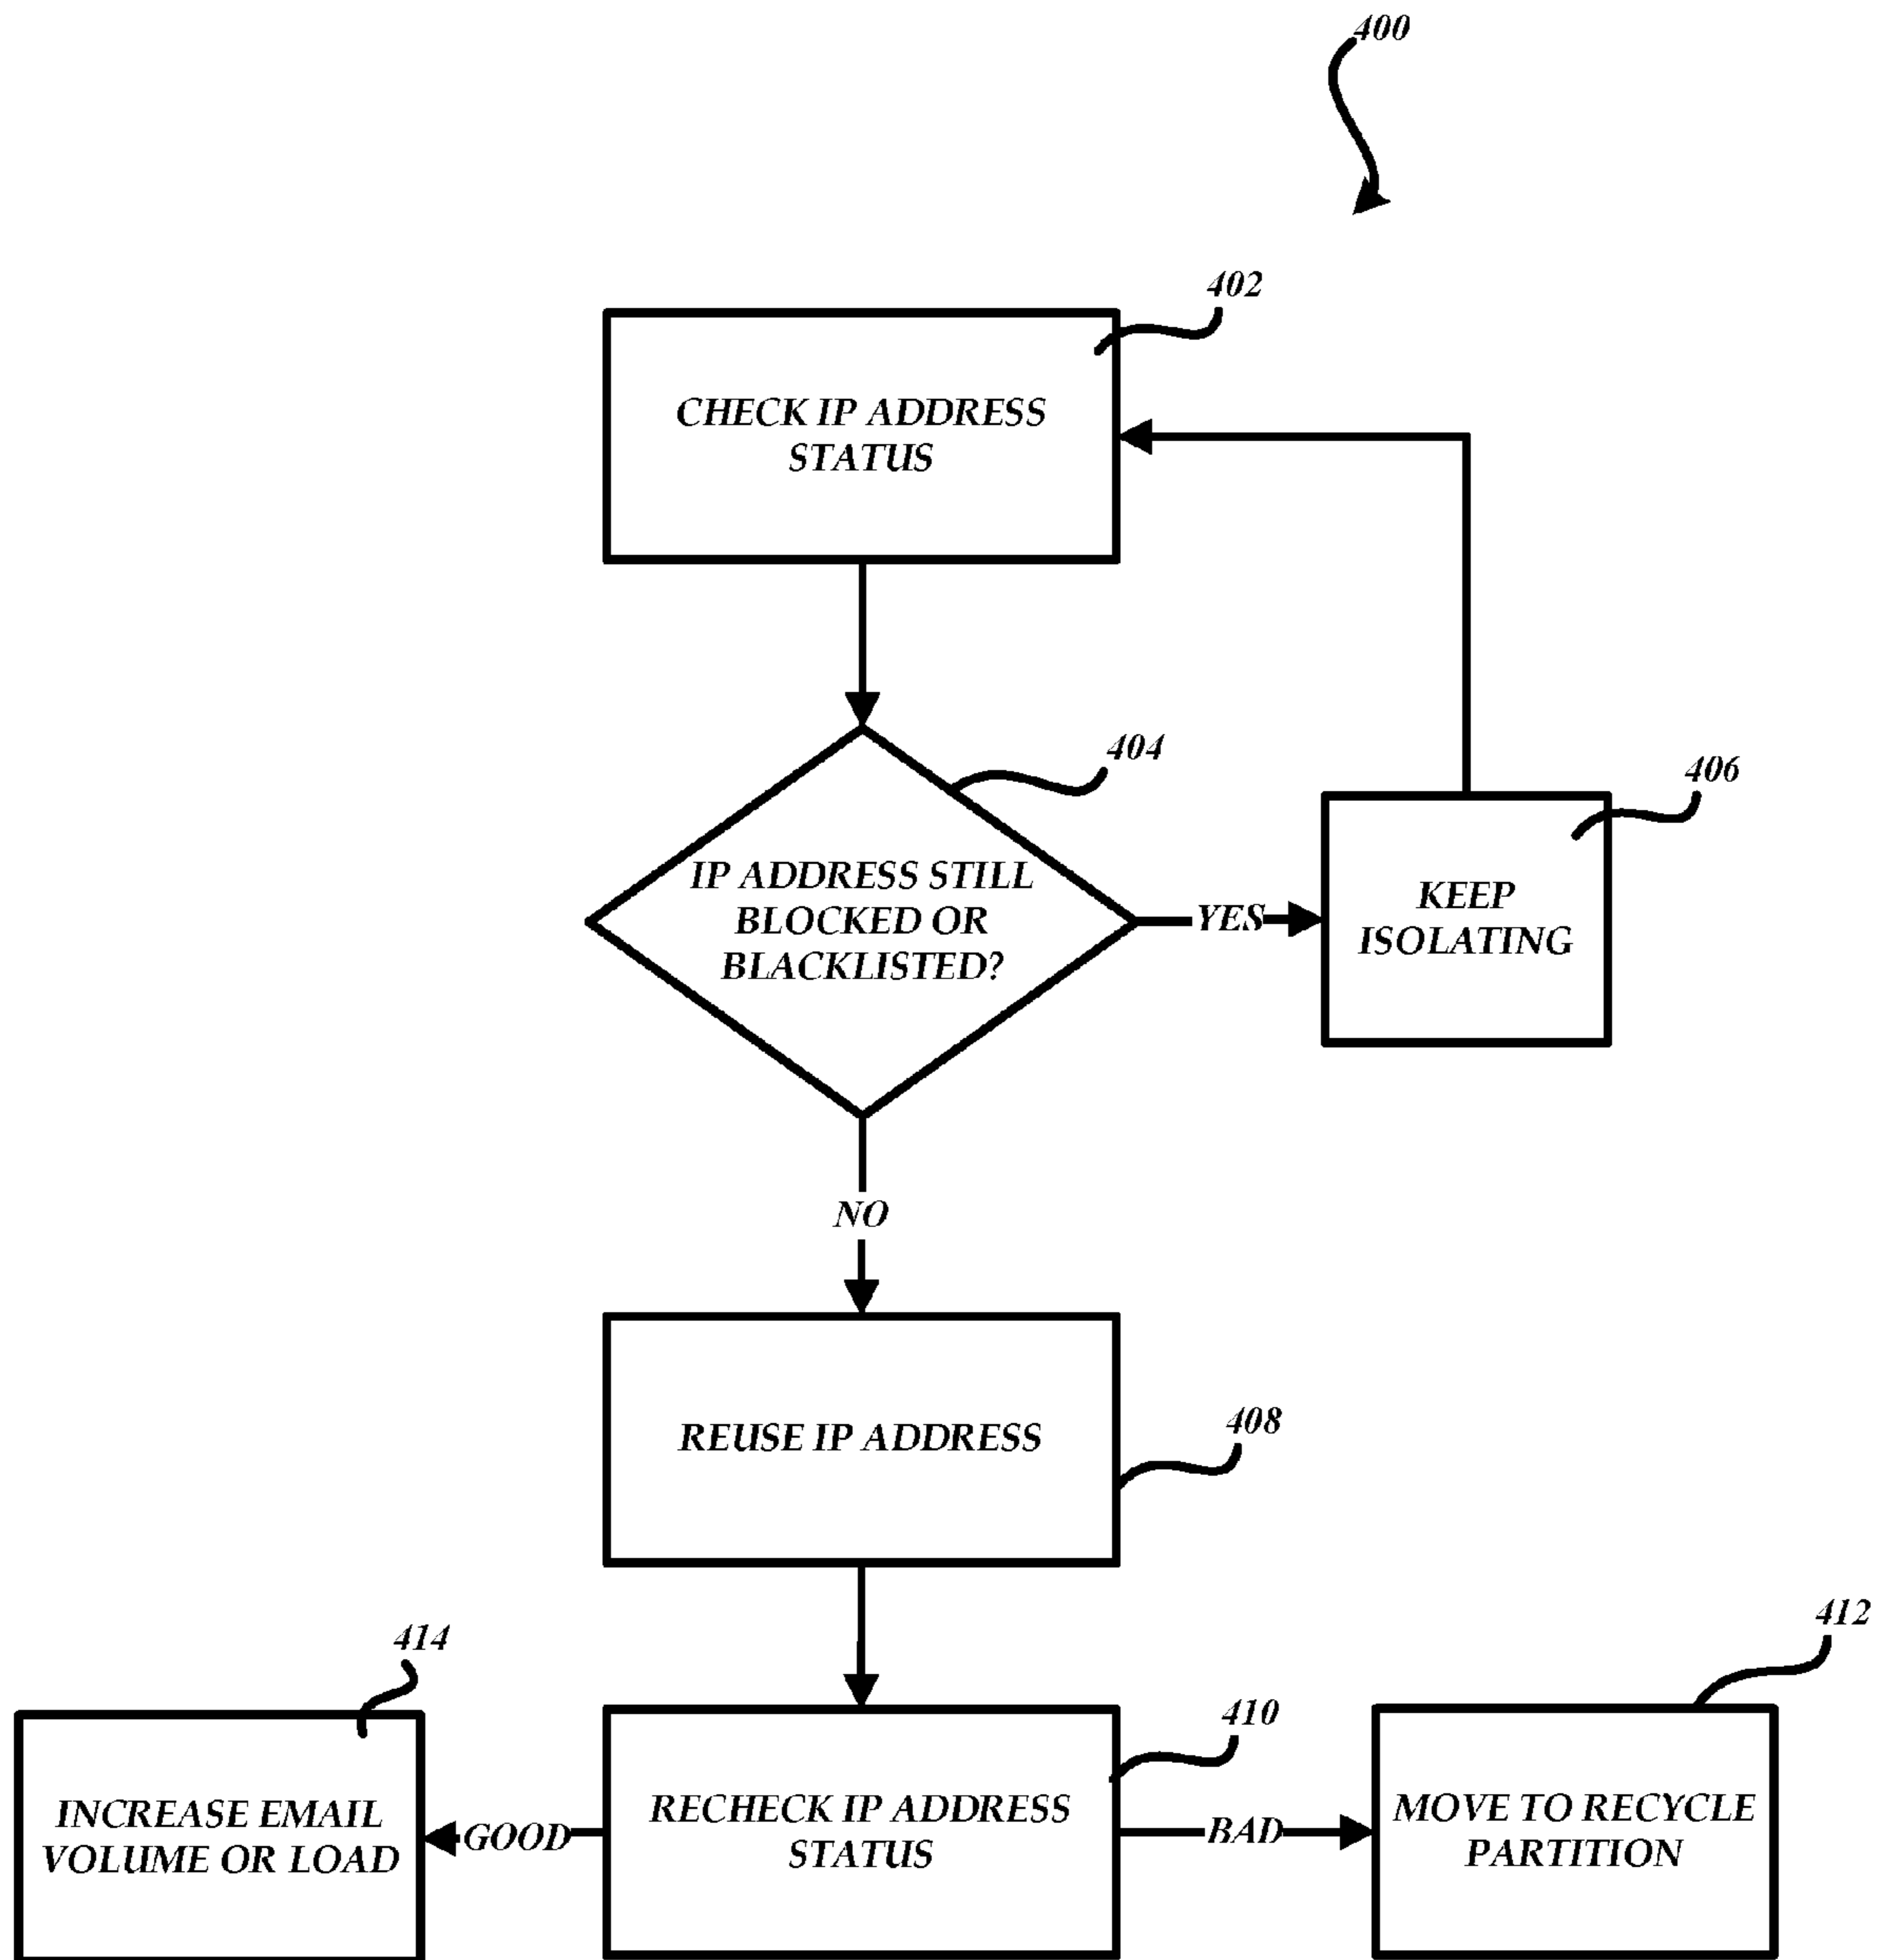 400
402
CHECK IP ADDRESS
STATUS
404
IP ADDRESS STILL
BLOCKED OR
BLACKLISTED?
YES
406
KEEP
ISOLATING
NO
REUSE IP ADDRESS
408
414
INCREASE EMAIL
VOLUME OR LOAD
GOOD
410
RECHECK IP ADDRESS
STATUS
BAD
412
MOVE TO RECYCLE
PARTITION